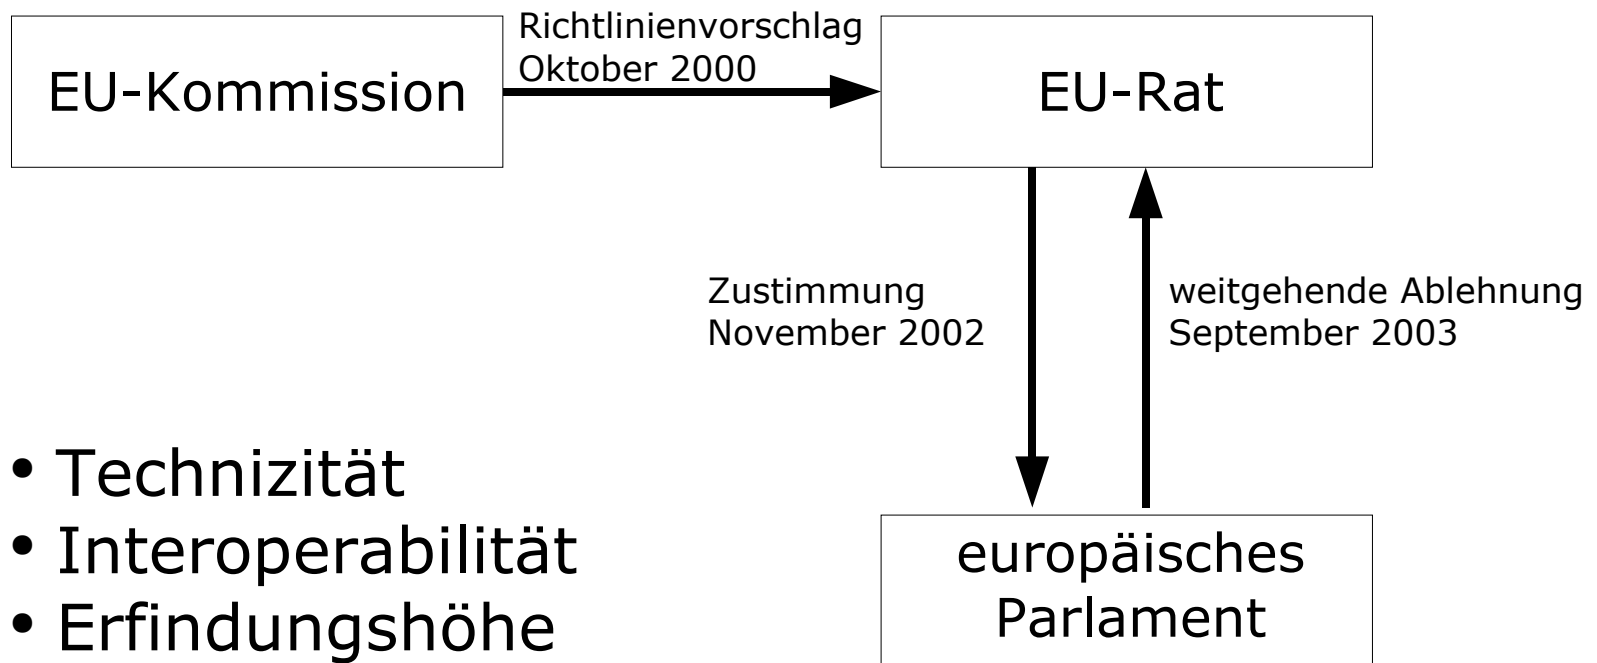 EU-Kommission
Richtlinienvorschlag
Oktober 2000
EU-Rat
Zustimmung
November 2002
weitgehende Ablehnung
September 2003
• Technizität
• Interoperabilität
• Erfindungshöhe
europäisches
Parlament